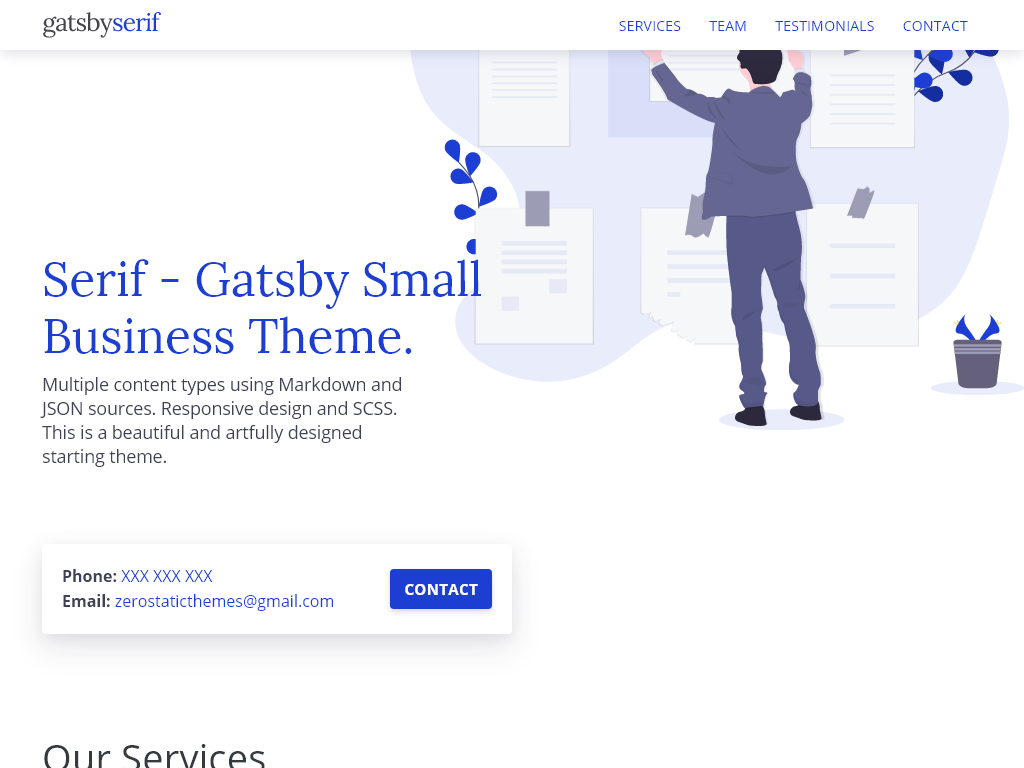 gatsbyserif
SERVICES TEAM TESTIMONIALS CONTACT
Serif - Gatsby Small
Business Theme.
Multiple content types using Markdown and
JSON sources. Responsive design and SCSS.
This is a beautiful and artfully designed
starting theme.
Phone: XXX XXX XXX
Email: zerostaticthemes@gmail.com
CONTACT
Our Services